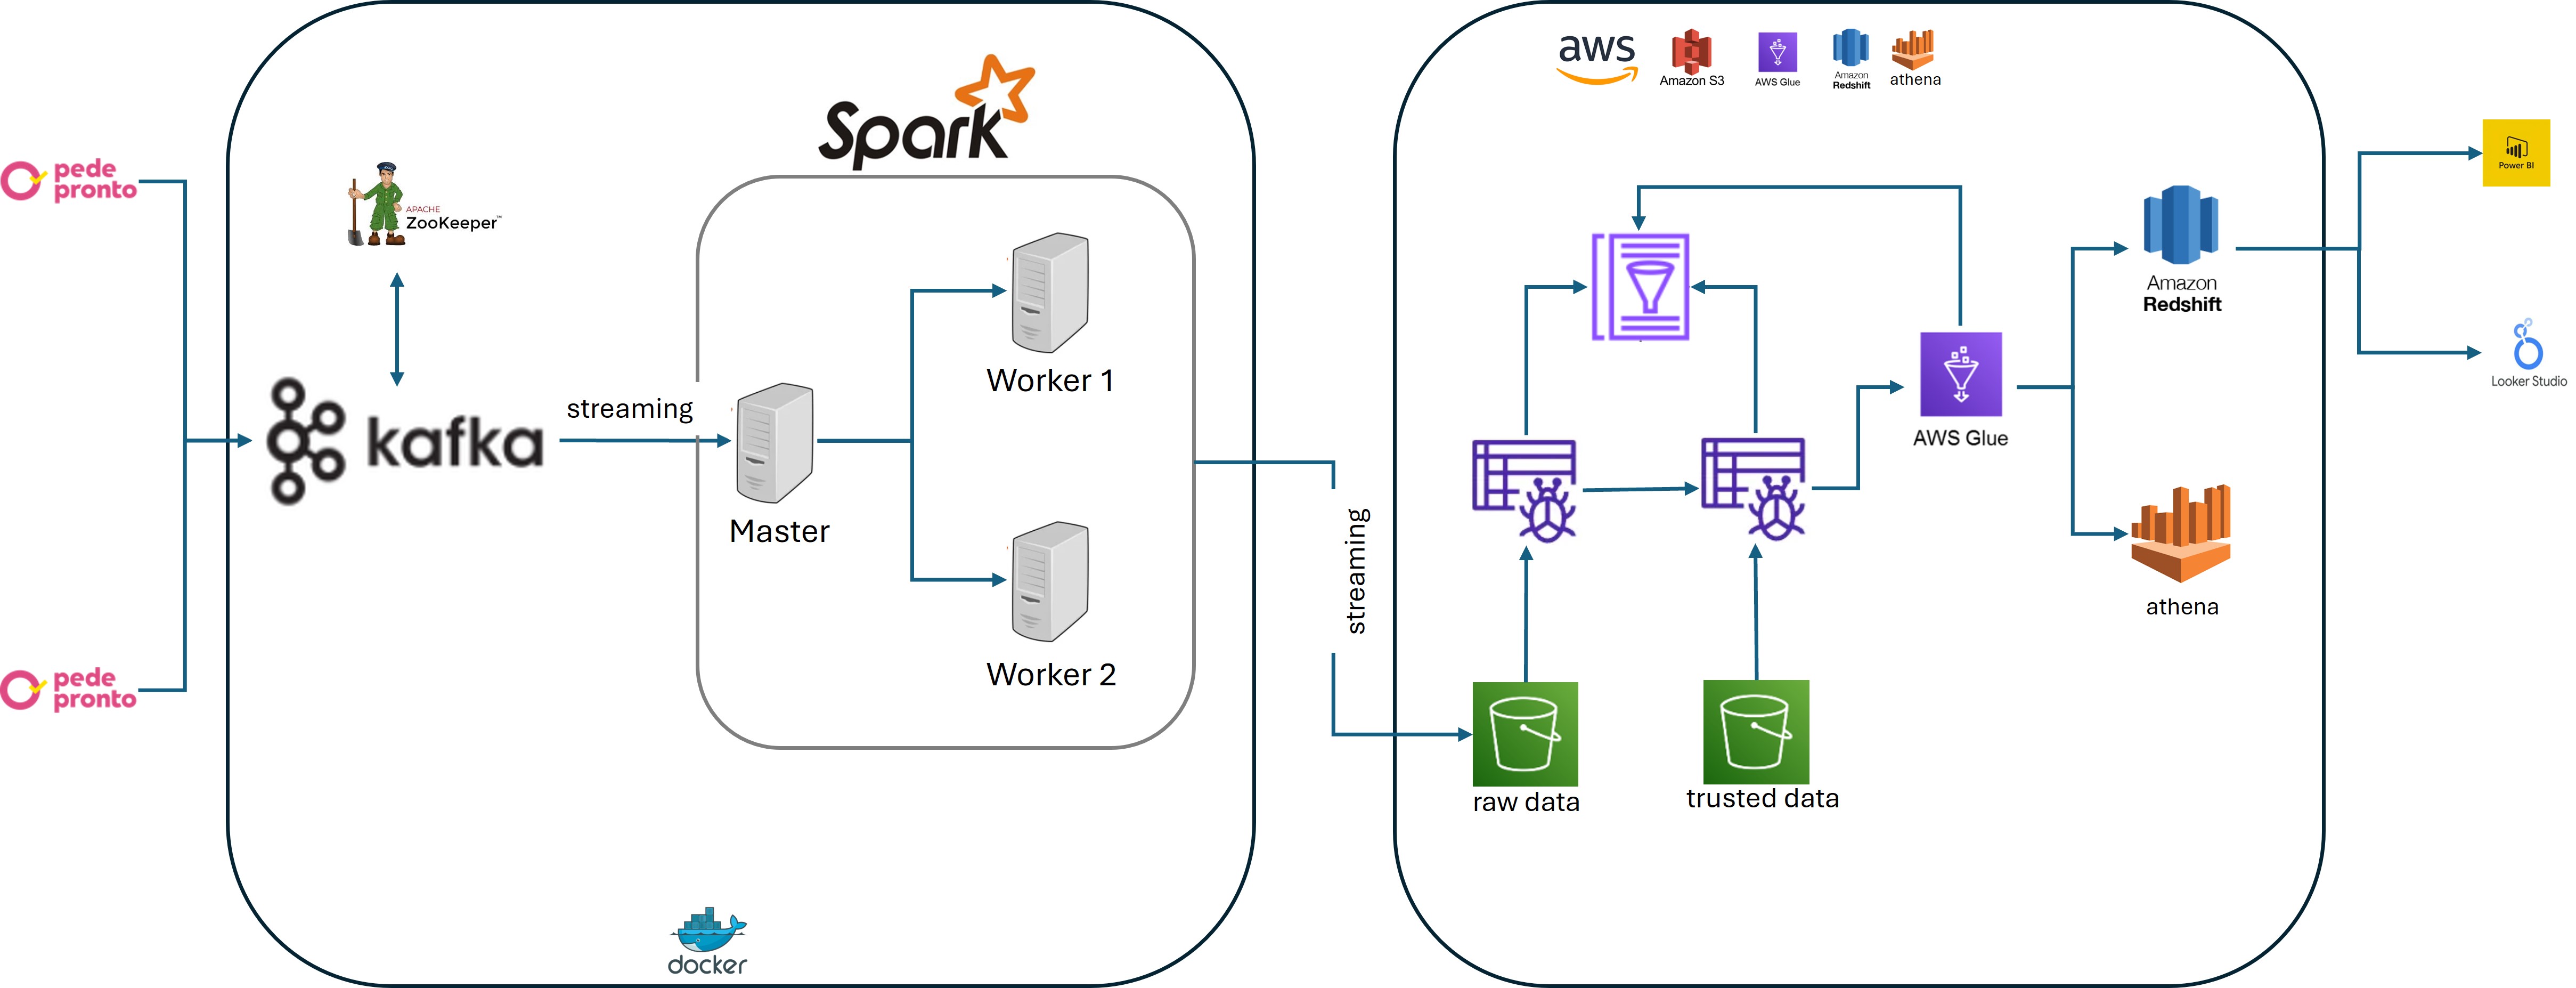 pede
pronto
pede
pronto
APACHE
ZooKeeper™
kafka
streaming
Spark
Master
Worker 1
Worker 2
docker
streaming
aws
Amazon S3
AWS Glue
Amazon
Redshift
athena
raw data
trusted data
AWS Glue
Amazon
Redshift
athena
Power BI
Looker Studio